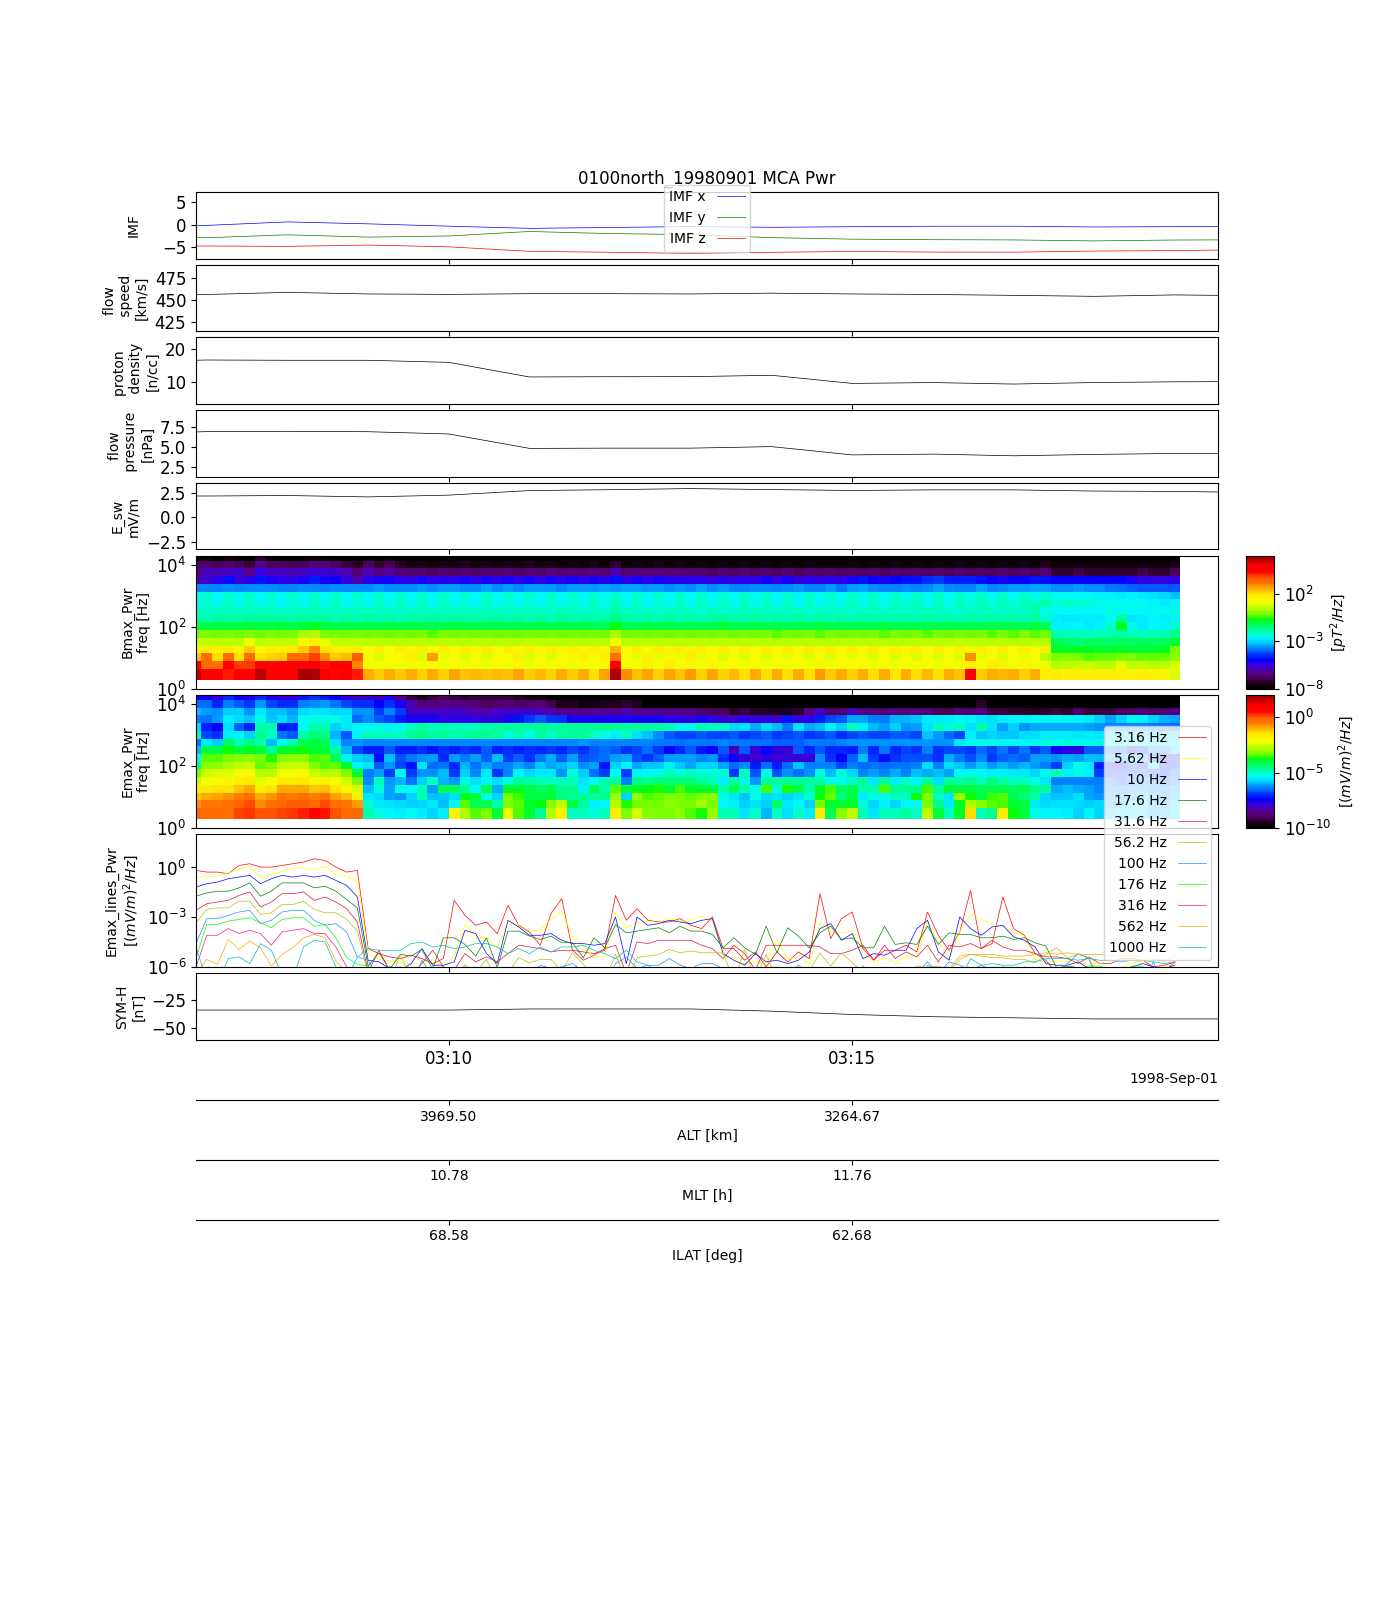 0100north_19980901 MCA Pwr
IMF
5
0
−5
IMF x
IMF y
IMF z
flow
speed
[km/s]
475
450
425
proton
density
[n/cc]
20
10
flow
pressure
[nPa]
7.5
5.0
2.5
E_sw
mV/m
2.5
0.0
−2.5
Bmax_Pwr
freq [Hz]
10^4
10^2
10^0
10^2
10^−3
10^−8
[pT^2/Hz]
Emax_Pwr
freq [Hz]
10^4
10^2
10^0
10^0
10^−5
10^−10
[(mV/m)^2/Hz]
3.16 Hz
5.62 Hz
10 Hz
17.6 Hz
31.6 Hz
56.2 Hz
100 Hz
176 Hz
316 Hz
562 Hz
1000 Hz
Emax_lines_Pwr
[(mV/m)^2/Hz]
10^0
10^−3
10^−6
SYM-H
[nT]
−25
−50
03:10 03:15
1998-Sep-01
3969.50 3264.67
ALT [km]
10.78 11.76
MLT [h]
68.58 62.68
ILAT [deg]